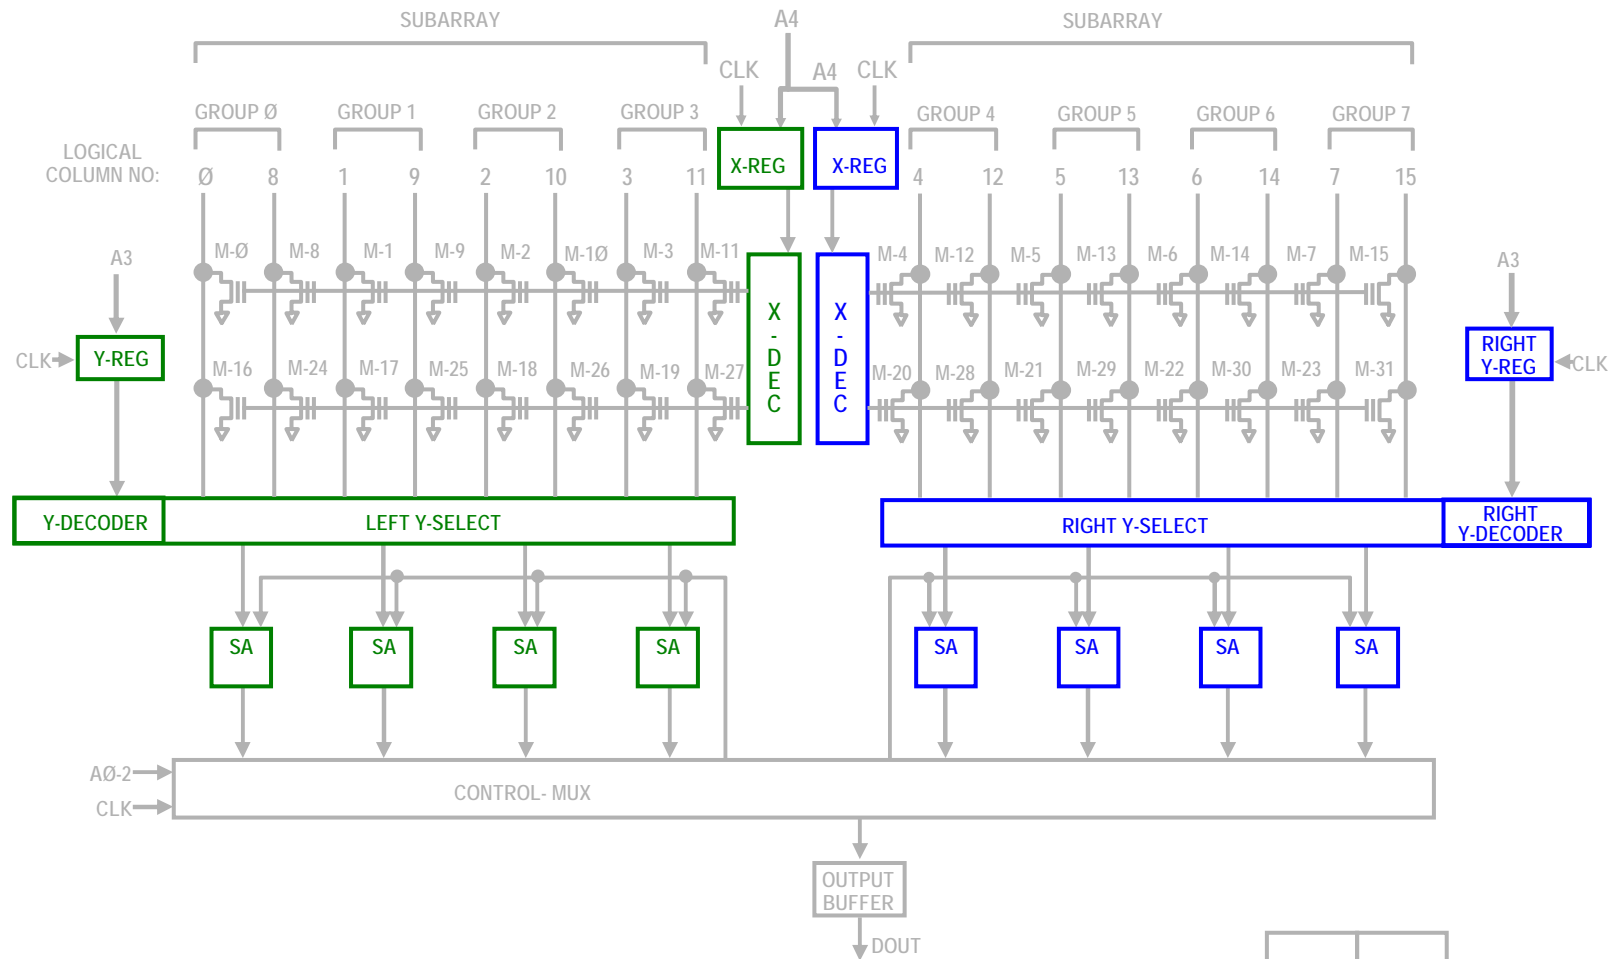 SUBARRAY
A4
SUBARRAY
CLK
A4
CLK
GROUP Ø
GROUP 1
GROUP 2
GROUP 3
GROUP 4
GROUP 5
GROUP 6
GROUP 7
LOGICAL
COLUMN NO:
Ø
8
1
9
2
10
3
11
X-REG
X-REG
4
12
5
13
6
14
7
15
A3
M-Ø
M-8
M-1
M-9
M-2
M-1Ø
M-3
M-11
M-4
M-12
M-5
M-13
M-6
M-14
M-7
M-15
A3
X
-
D
E
C
X
-
D
E
C
CLK
Y-REG
M-16
M-24
M-17
M-25
M-18
M-26
M-19
M-27
M-20
M-28
M-21
M-29
M-22
M-30
M-23
M-31
RIGHT
Y-REG
CLK
Y-DECODER
LEFT Y-SELECT
RIGHT Y-SELECT
RIGHT
Y-DECODER
SA
SA
SA
SA
SA
SA
SA
SA
AØ-2
CLK
CONTROL- MUX
OUTPUT
BUFFER
DOUT